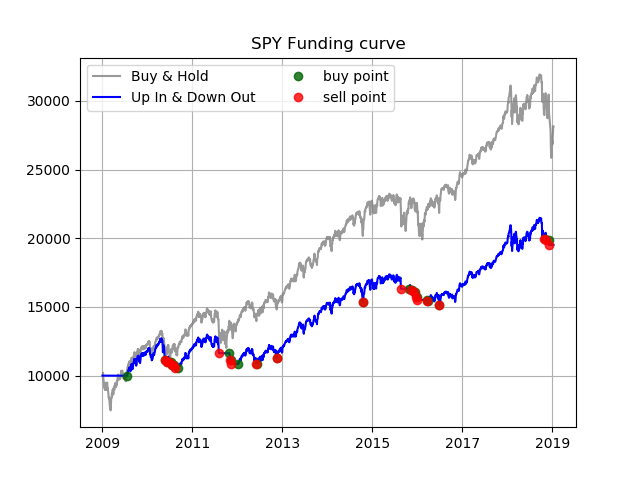 SPY Funding curve
Buy & Hold
Up In & Down Out
buy point
sell point
30000
25000
20000
15000
10000
2009 2011 2013 2015 2017 2019